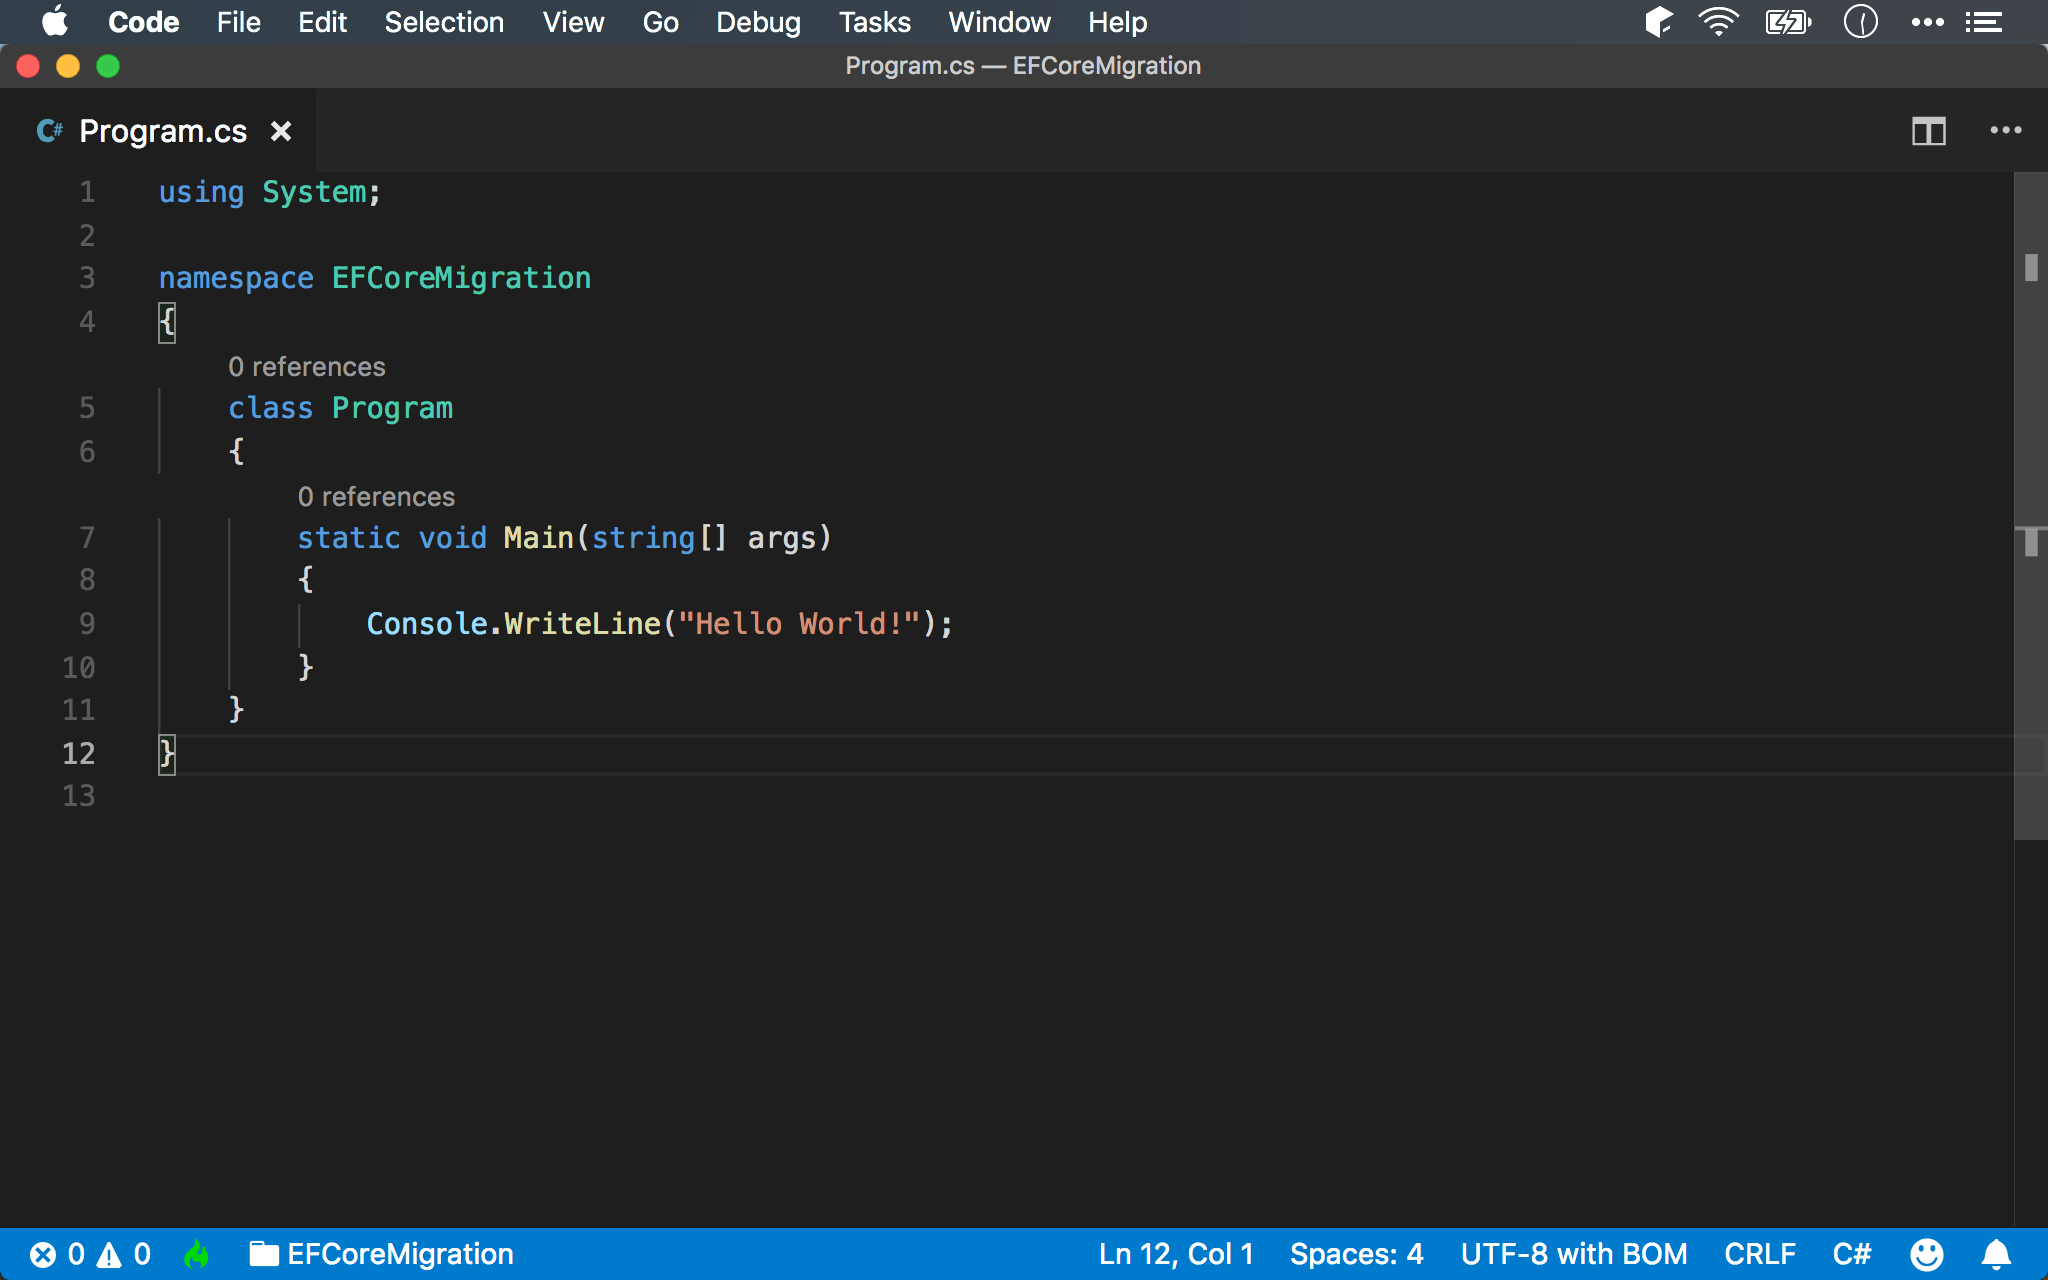 Code File Edit Selection View Go Debug Tasks Window Help
Program.cs — EFCoreMigration
C# Program.cs
1 using System;
2
3 namespace EFCoreMigration
4 {
0 references
5 class Program
6 {
0 references
7 static void Main(string[] args)
8 {
9 Console.WriteLine("Hello World!");
10 }
11 }
12 }
13
0 0 EFCoreMigration Ln 12, Col 1 Spaces: 4 UTF-8 with BOM CRLF C#